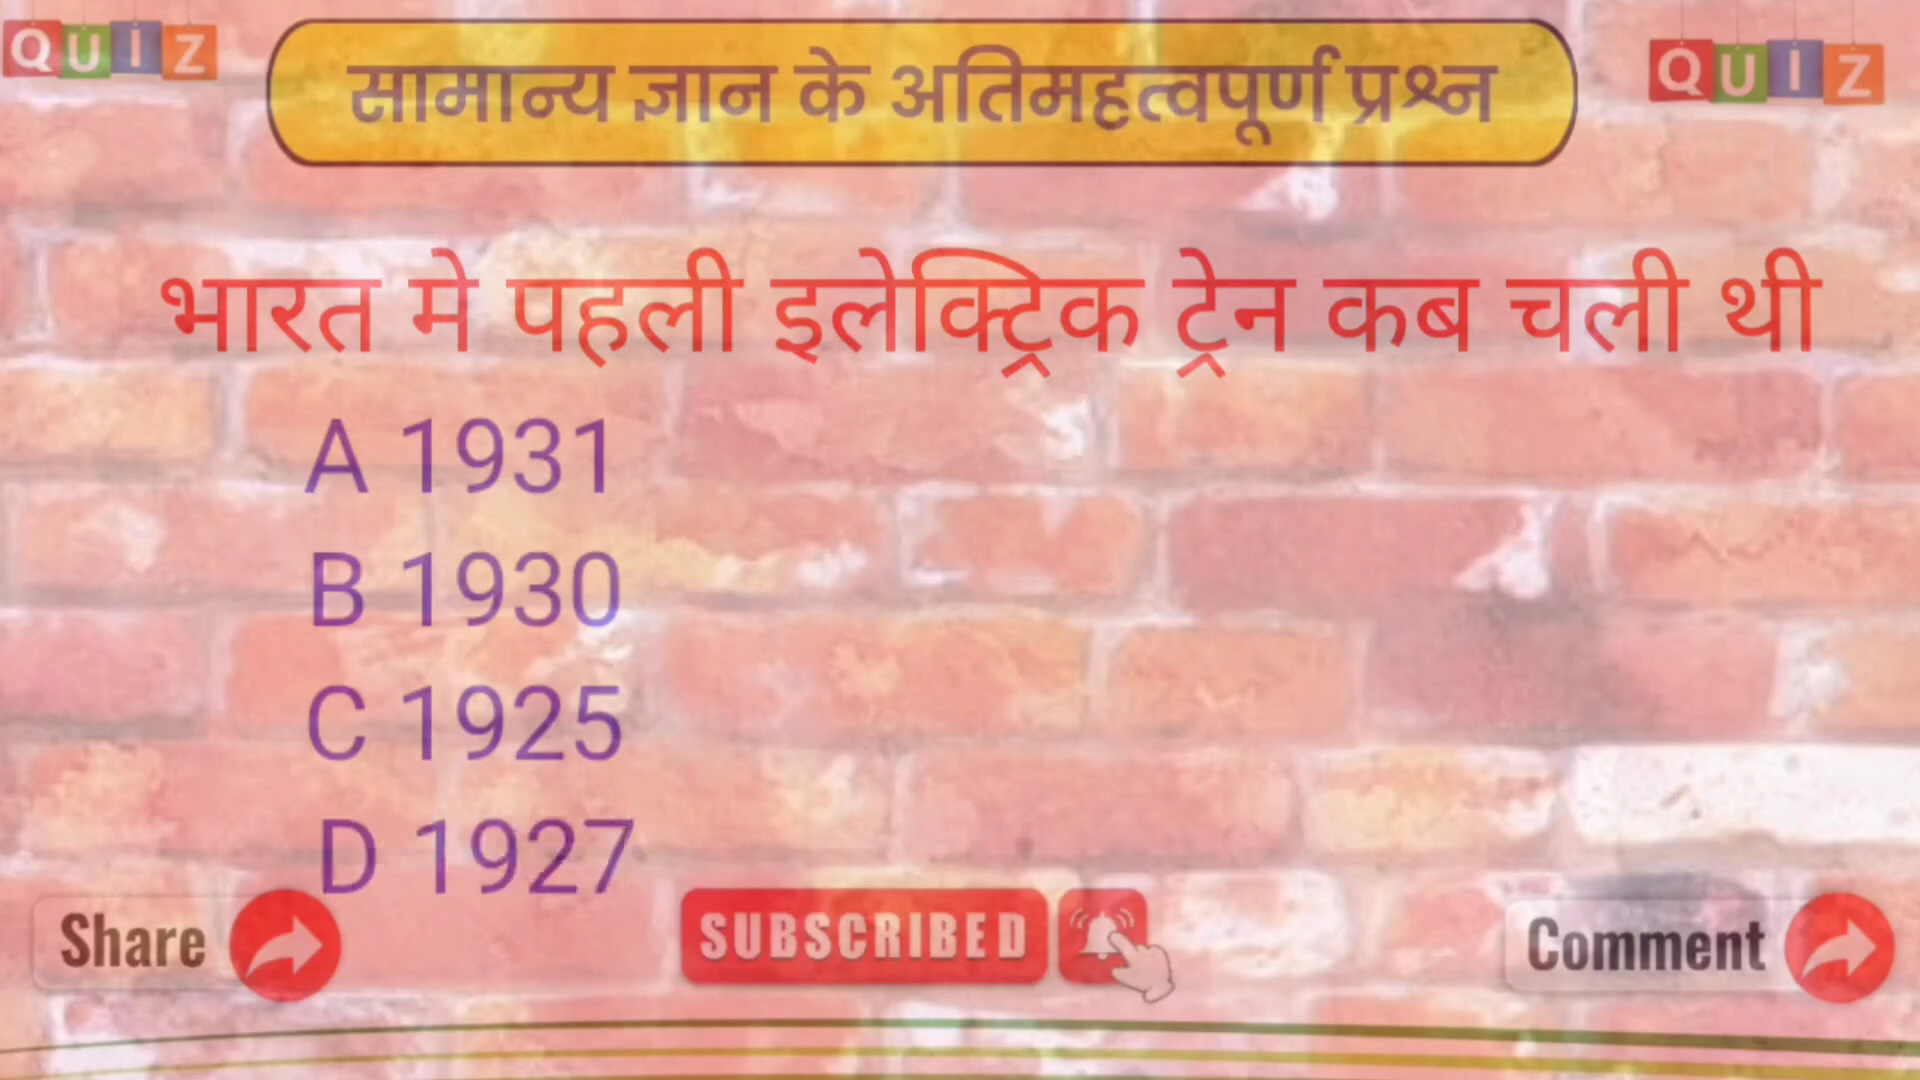 QUIZ
सामान्य ज्ञान के अतिमहत्वपूर्ण प्रश्न
QUIZ
भारत मे पहली इलेक्ट्रिक ट्रेन कब चली थी
A 1931
B 1930
C 1925
D 1927
Share
SUBSCRIBED
Comment